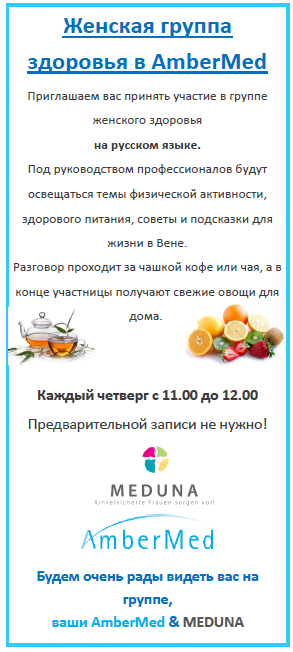 Женская группа
здоровья в AmberMed
Приглашаем вас принять участие в группе
женского здоровья
на русском языке.
Под руководством профессионалов будут
освещаться темы физической активности,
здорового питания, советы и подсказки для
жизни в Вене.
Разговор проходит за чашкой кофе или чая, а в
конце участницы получают свежие овощи для
дома.
Каждый четверг с 11.00 до 12.00
Предварительной записи не нужно!
MEDUNA
Unversicherte Frauen sorgen vor!
AmberMed
Будем очень рады видеть вас на
группе,
ваши AmberMed & MEDUNA